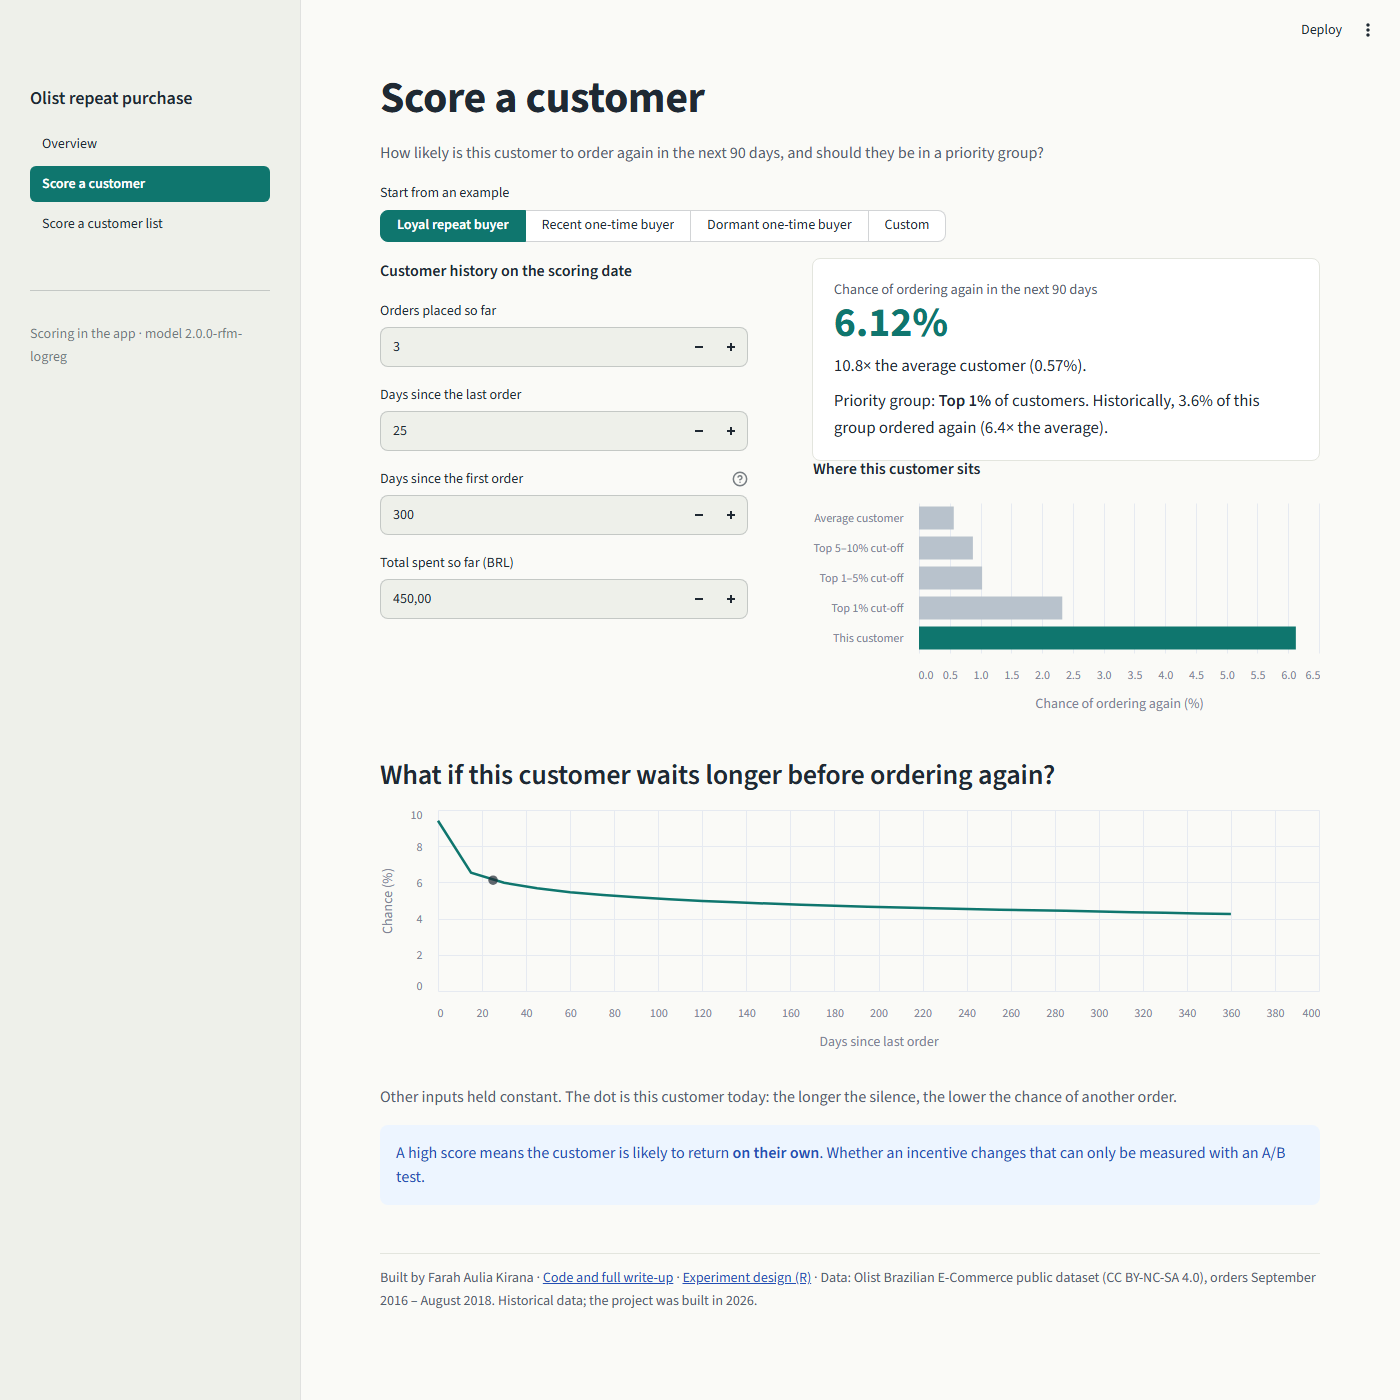 Deploy
Olist repeat purchase
Overview
Score a customer
Score a customer list
Scoring in the app · model 2.0.0-rfm-
logreg
Score a customer
How likely is this customer to order again in the next 90 days, and should they be in a priority group?
Start from an example
Loyal repeat buyer
Recent one-time buyer
Dormant one-time buyer
Custom
Customer history on the scoring date
Orders placed so far
3
Days since the last order
25
Days since the first order
300
Total spent so far (BRL)
450,00
Chance of ordering again in the next 90 days
6.12%
10.8× the average customer (0.57%).
Priority group: Top 1% of customers. Historically, 3.6% of this
group ordered again (6.4× the average).
Where this customer sits
Average customer
Top 5–10% cut-off
Top 1–5% cut-off
Top 1% cut-off
This customer
0.0 0.5 1.0 1.5 2.0 2.5 3.0 3.5 4.0 4.5 5.0 5.5 6.0 6.5
Chance of ordering again (%)
What if this customer waits longer before ordering again?
Chance (%)
10
8
6
4
2
0
0 20 40 60 80 100 120 140 160 180 200 220 240 260 280 300 320 340 360 380 400
Days since last order
Other inputs held constant. The dot is this customer today: the longer the silence, the lower the chance of another order.
A high score means the customer is likely to return on their own. Whether an incentive changes that can only be measured with an A/B
test.
Built by Farah Aulia Kirana · Code and full write-up · Experiment design (R) · Data: Olist Brazilian E-Commerce public dataset (CC BY-NC-SA 4.0), orders September
2016 – August 2018. Historical data; the project was built in 2026.